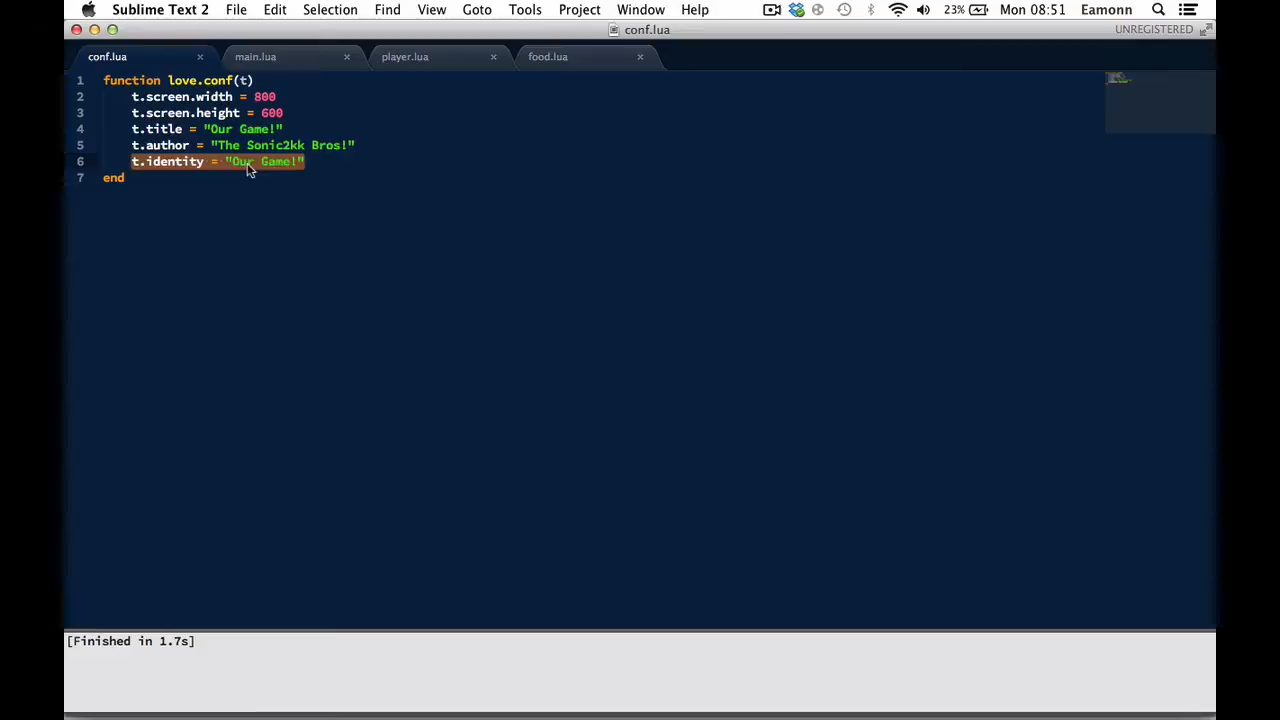 Sublime Text 2 File Edit Selection Find View Goto Tools Project Window Help 23% Mon 08:51 Eamonn
conf.lua UNREGISTERED
conf.lua × main.lua × player.lua × food.lua ×
1 function love.conf(t)
2 t.screen.width = 800
3 t.screen.height = 600
4 t.title = "Our Game!"
5 t.author = "The Sonic2kk Bros!"
6 t.identity = "Our Game!"
7 end
[Finished in 1.7s]